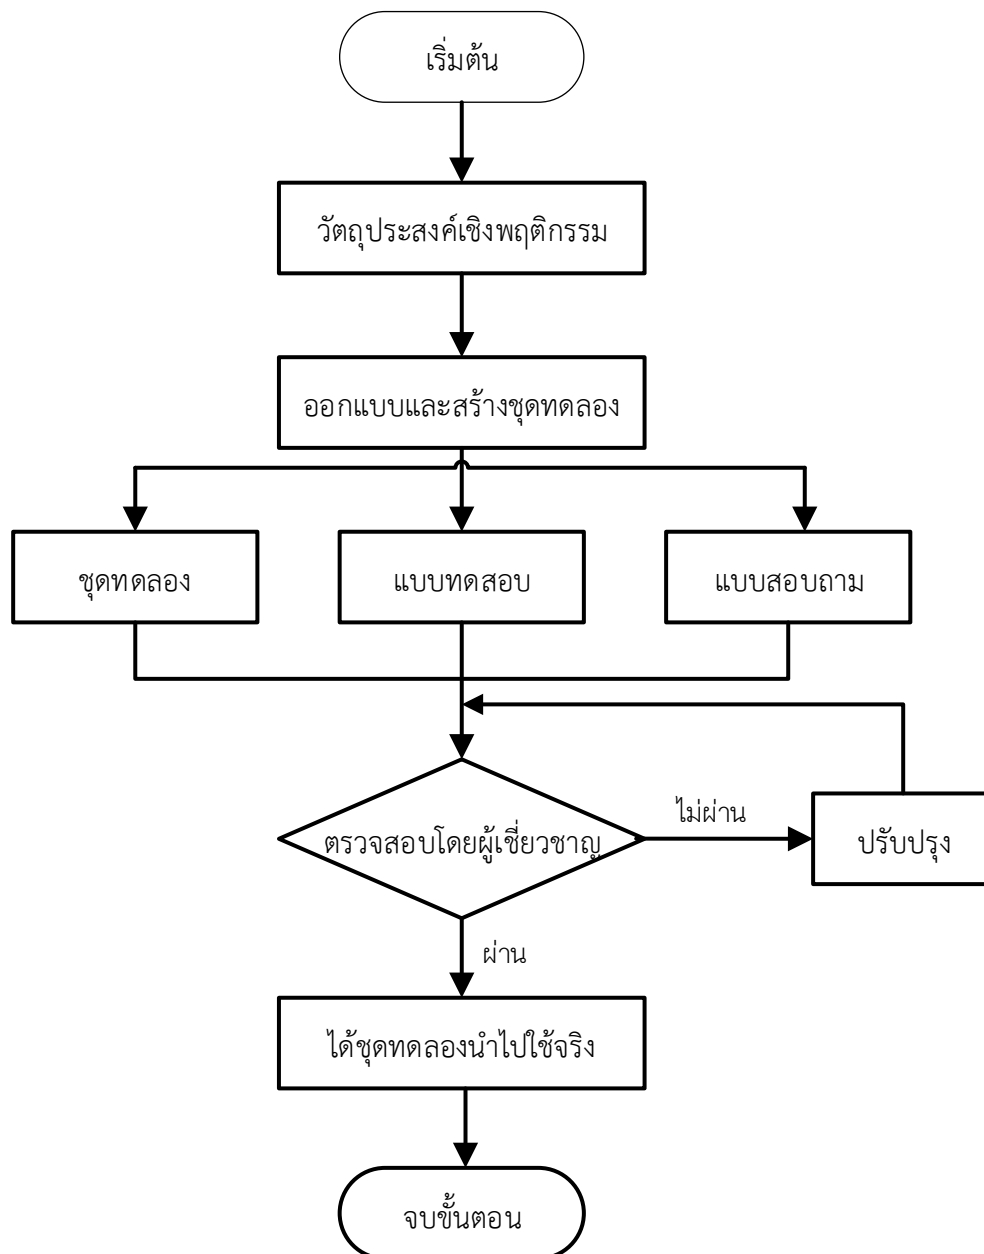 เริ่มต้น
วัตถุประสงค์เชิงพฤติกรรม
ออกแบบและสร้างชุดทดลอง
ชุดทดลอง
แบบทดสอบ
แบบสอบถาม
ตรวจสอบโดยผู้เชี่ยวชาญ
ไม่ผ่าน
ปรับปรุง
ผ่าน
ได้ชุดทดลองนำไปใช้จริง
จบขั้นตอน